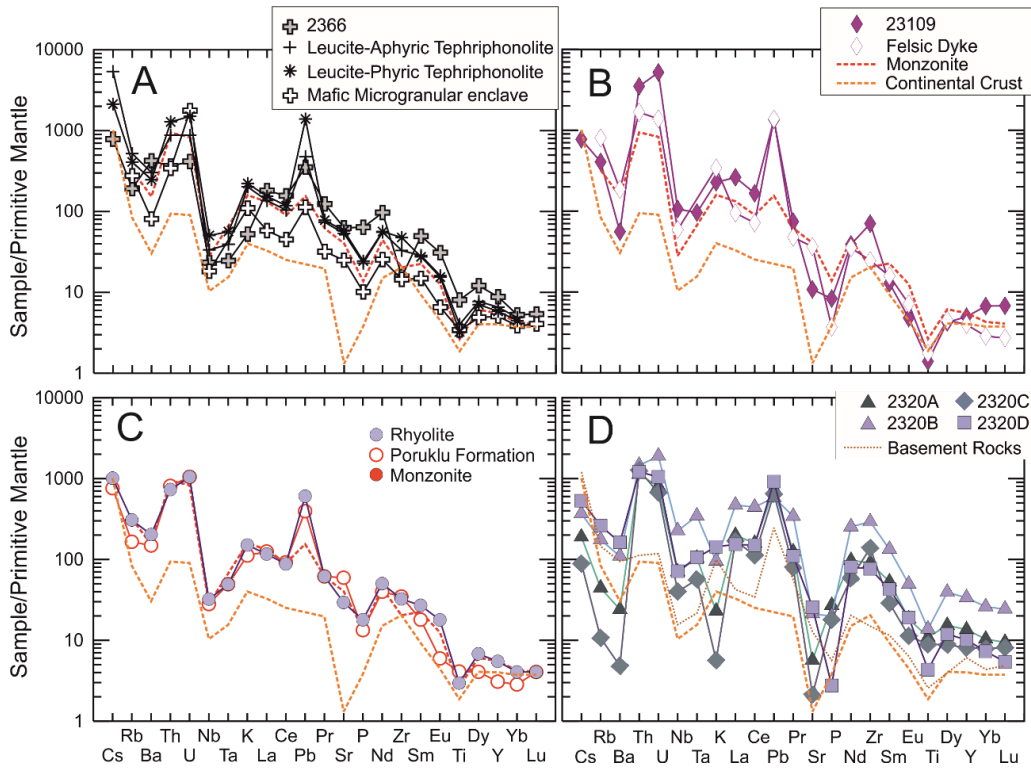 A
2366
Leucite-Aphyric Tephriphonolite
Leucite-Phyric Tephriphonolite
Mafic Microgranular enclave
B
23109
Felsic Dyke
Monzonite
Continental Crust
Sample/Primitive Mantle
10000
1000
100
10
1
C
Rhyolite
Poruklu Formation
Monzonite
D
2320A 2320C
2320B 2320D
Basement Rocks
Sample/Primitive Mantle
10000
1000
100
10
1
Rb Th Nb K Ce Pr P Zr Eu Dy Yb
Cs Ba U Ta La Pb Sr Nd Sm Ti Y Lu
Rb Th Nb K Ce Pr P Zr Eu Dy Yb
Cs Ba U Ta La Pb Sr Nd Sm Ti Y Lu